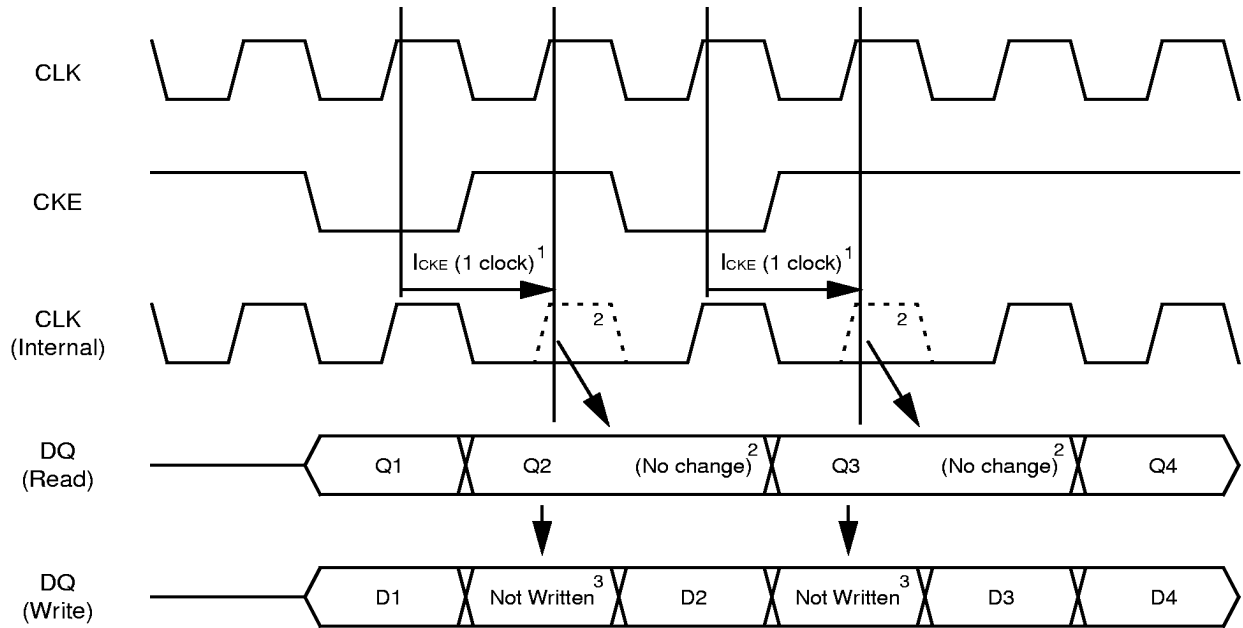 CLK
CKE
ICKE (1 clock)1 ICKE (1 clock)1
CLK
(Internal)
2 2
DQ
(Read)
Q1 Q2 (No change)2 Q3 (No change)2 Q4
DQ
(Write)
D1 Not Written3 D2 Not Written3 D3 D4